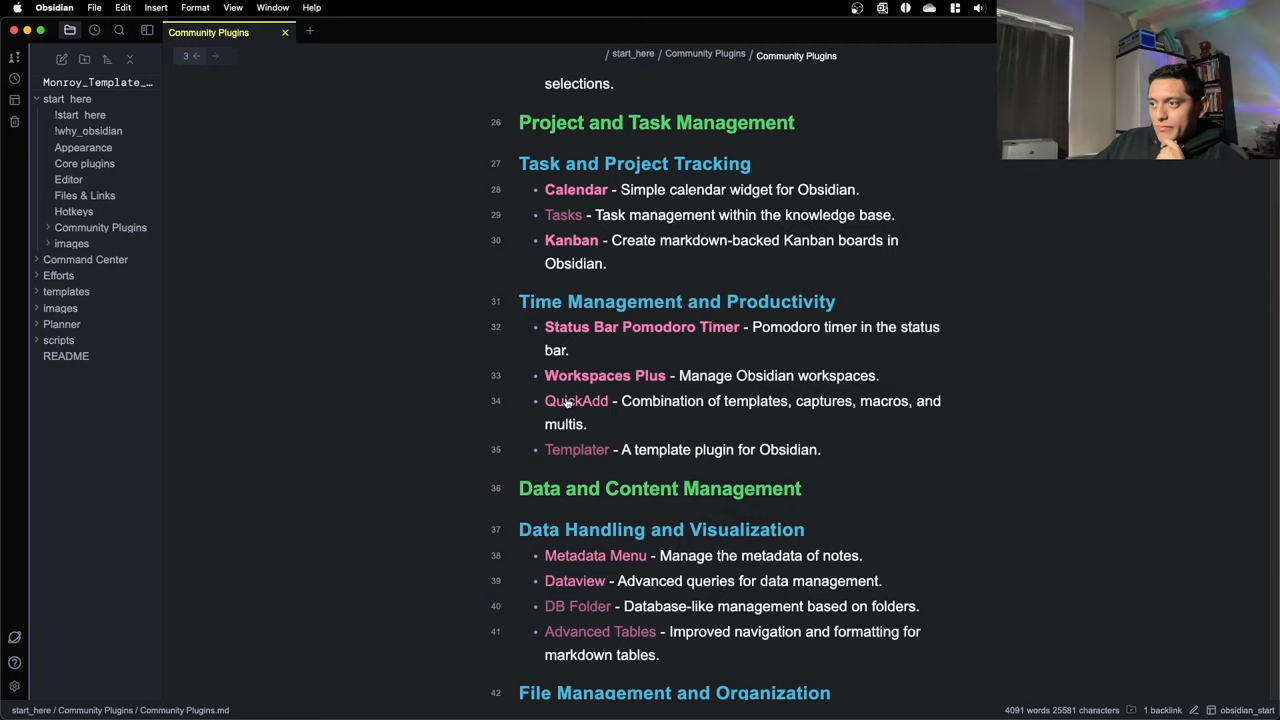 Obsidian File Edit Insert Format View Window Help
Community Plugins
3
/ start_here / Community Plugins / Community Plugins
Monroy_Template_...
start here
!start here
!why_obsidian
Appearance
Core plugins
Editor
Files & Links
Hotkeys
Community Plugins
images
Command Center
Efforts
templates
images
Planner
scripts
README
selections.
26 Project and Task Management
27 Task and Project Tracking
28 • Calendar - Simple calendar widget for Obsidian.
29 • Tasks - Task management within the knowledge base.
30 • Kanban - Create markdown-backed Kanban boards in
Obsidian.
31 Time Management and Productivity
32 • Status Bar Pomodoro Timer - Pomodoro timer in the status
bar.
33 • Workspaces Plus - Manage Obsidian workspaces.
34 • QuickAdd - Combination of templates, captures, macros, and
multis.
35 • Templater - A template plugin for Obsidian.
36 Data and Content Management
37 Data Handling and Visualization
38 • Metadata Menu - Manage the metadata of notes.
39 • Dataview - Advanced queries for data management.
40 • DB Folder - Database-like management based on folders.
41 • Advanced Tables - Improved navigation and formatting for
markdown tables.
42 File Management and Organization
start_here / Community Plugins / Community Plugins.md
4091 words 25581 characters 1 backlink obsidian_start